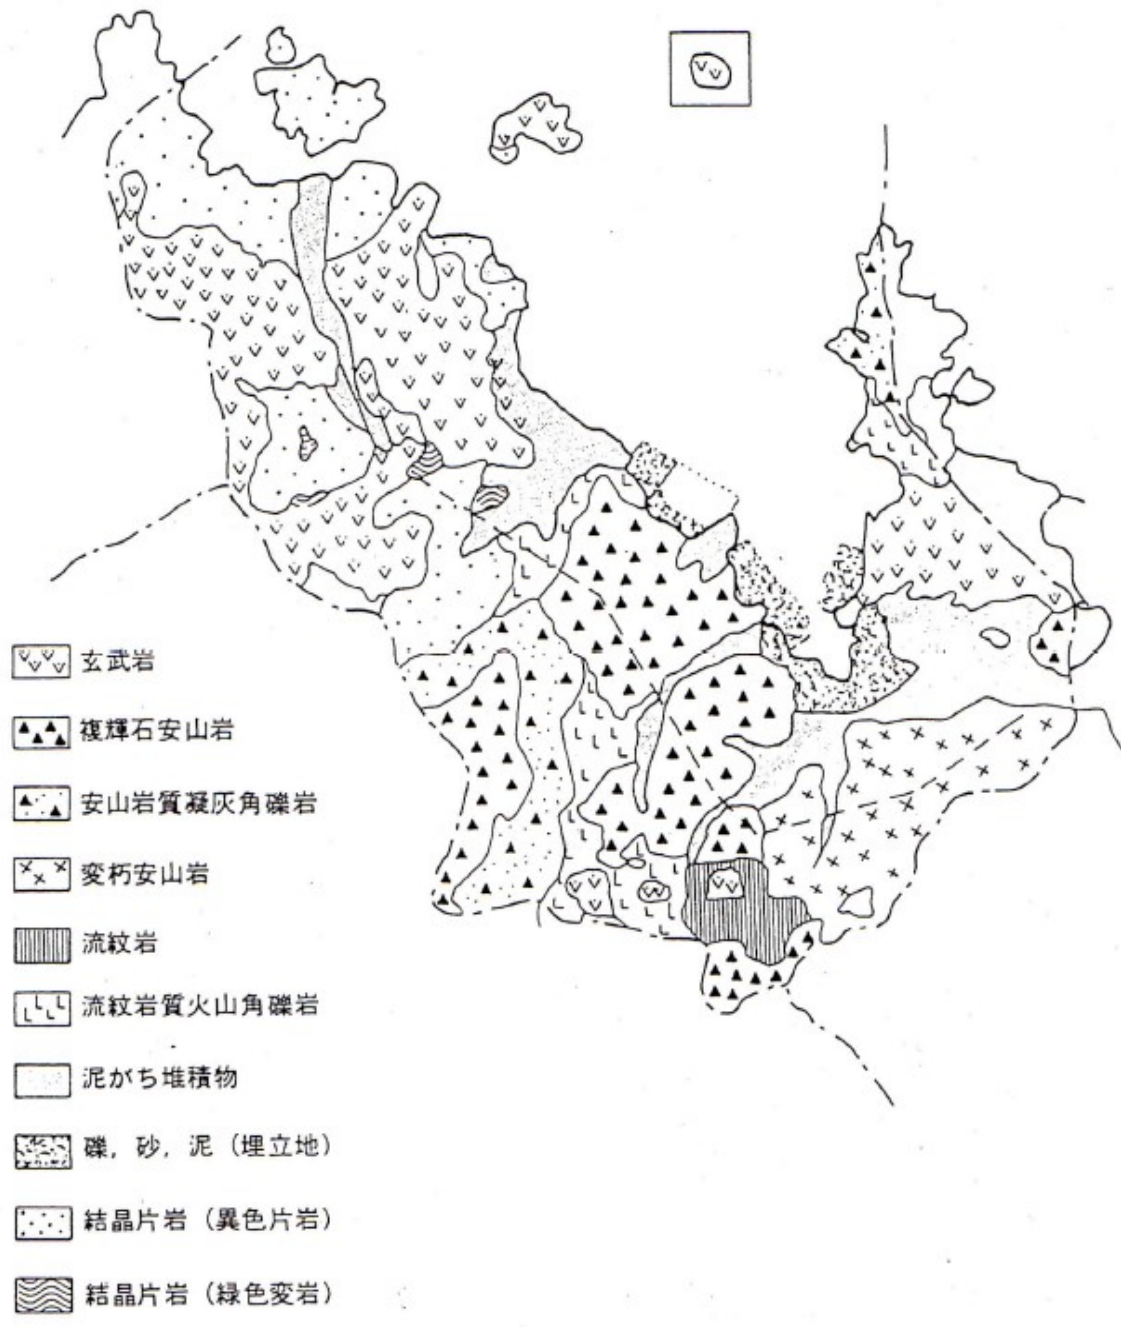 玄武岩
複輝石安山岩
安山岩質凝灰角礫岩
変朽安山岩
流紋岩
流紋岩質火山角礫岩
泥がち堆積物
礫，砂，泥（埋立地）
結晶片岩（異色片岩）
結晶片岩（緑色変岩）